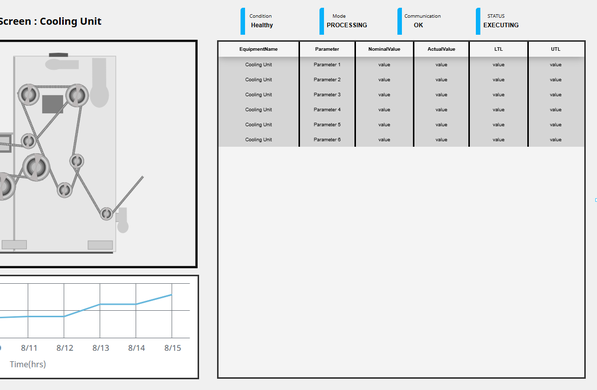 Screen : Cooling Unit
Condition
Healthy
Mode
PROCESSING
Communication
OK
STATUS
EXECUTING
EquipmentName Parameter NominalValue ActualValue LTL UTL
Cooling Unit Parameter 1 value value value value
Cooling Unit Parameter 2 value value value value
Cooling Unit Parameter 3 value value value value
Cooling Unit Parameter 4 value value value value
Cooling Unit Parameter 5 value value value value
Cooling Unit Parameter 6 value value value value
8/11 8/12 8/13 8/14 8/15
Time(hrs)